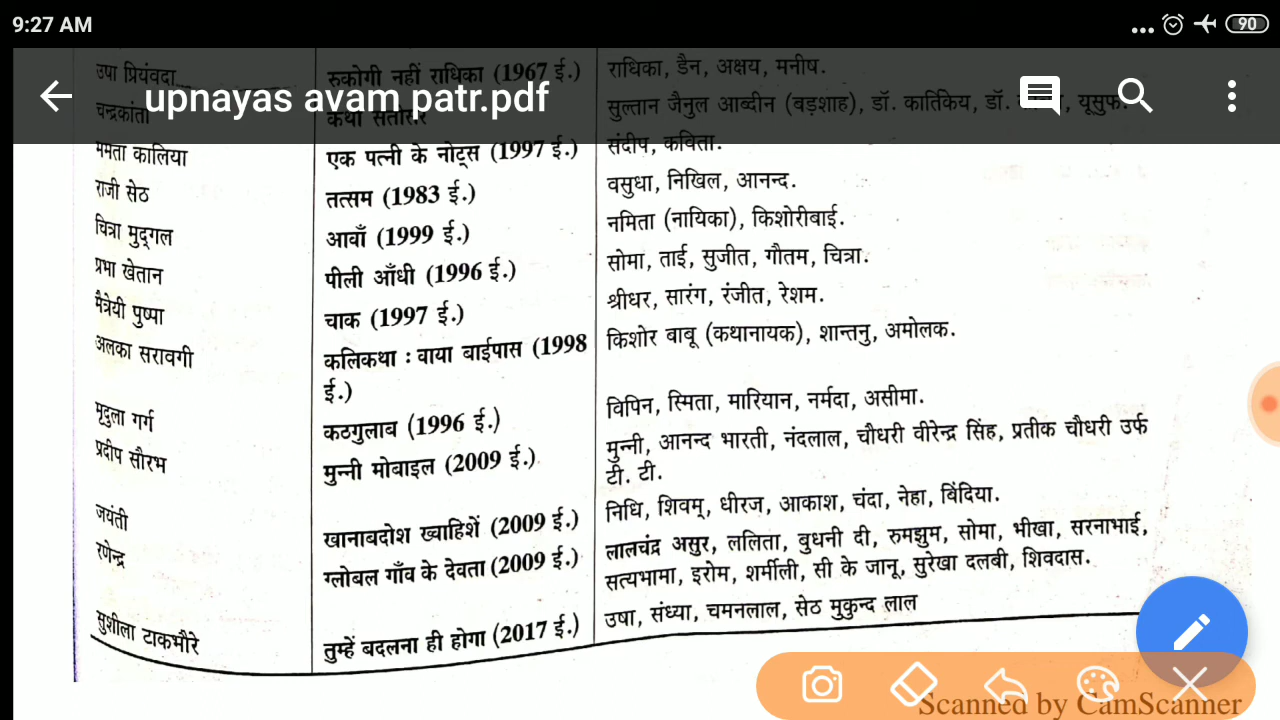 9:27 AM
90
upnayas avam patr.pdf
उषा प्रियंवदा रुकोगी नहीं राधिका (1967 ई.) राधिका, डैन, अक्षय, मनीष.
चन्द्रकांता कथा सतीसर सुल्तान जैनुल आब्दीन (बड़शाह), डॉ. कार्तिकेय, डॉ. यूसुफ.
ममता कालिया एक पत्नी के नोट्स (1997 ई.) संदीप, कविता.
राजी सेठ तत्सम (1983 ई.) वसुधा, निखिल, आनन्द.
चित्रा मुद्गल आवाँ (1999 ई.) नमिता (नायिका), किशोरीबाई.
प्रभा खेतान पीली आँधी (1996 ई.) सोमा, ताई, सुजीत, गौतम, चित्रा.
मैत्रेयी पुष्पा चाक (1997 ई.) श्रीधर, सारंग, रंजीत, रेशम.
अलका सरावगी कलिकथा : वाया बाईपास (1998 किशोर बाबू (कथानायक), शान्तनु, अमोलक.
ई.)
मृदुला गर्ग कठगुलाब (1996 ई.) विपिन, स्मिता, मारियान, नर्मदा, असीमा.
प्रदीप सौरभ मुन्नी मोबाइल (2009 ई.) मुन्नी, आनन्द भारती, नंदलाल, चौधरी वीरेन्द्र सिंह, प्रतीक चौधरी उर्फ
टी. टी.
जयंती खानाबदोश ख्वाहिशें (2009 ई.) निधि, शिवम्, धीरज, आकाश, चंदा, नेहा, बिंदिया.
रणेन्द्र ग्लोबल गाँव के देवता (2009 ई.) लालचंद्र असुर, ललिता, बुधनी दी, रुमझुम, सोमा, भीखा, सरनाभाई,
सत्यभामा, इरोम, शर्मीली, सी के जानू, सुरेखा दलबी, शिवदास.
सुशीला टाकभौरे तुम्हें बदलना ही होगा (2017 ई.) उषा, संध्या, चमनलाल, सेठ मुकुन्द लाल
Scanned by CamScanner